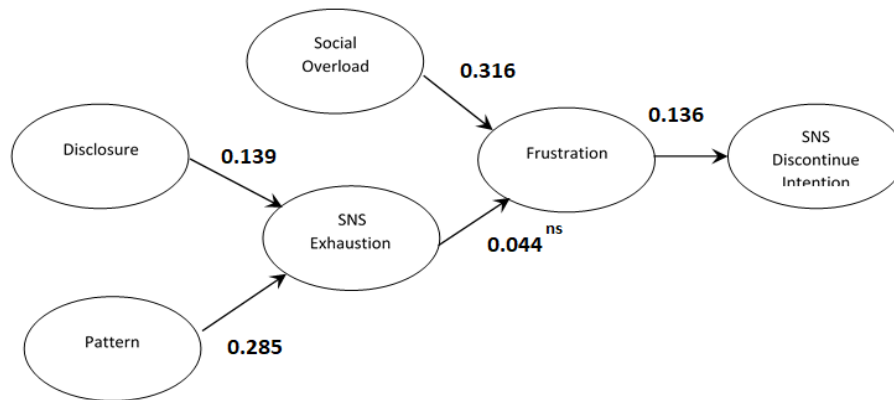 Social
Overload
0.316
0.136
Disclosure
0.139
Frustration
SNS
Discontinue
Intention
SNS
Exhaustion
0.044 ns
Pattern
0.285